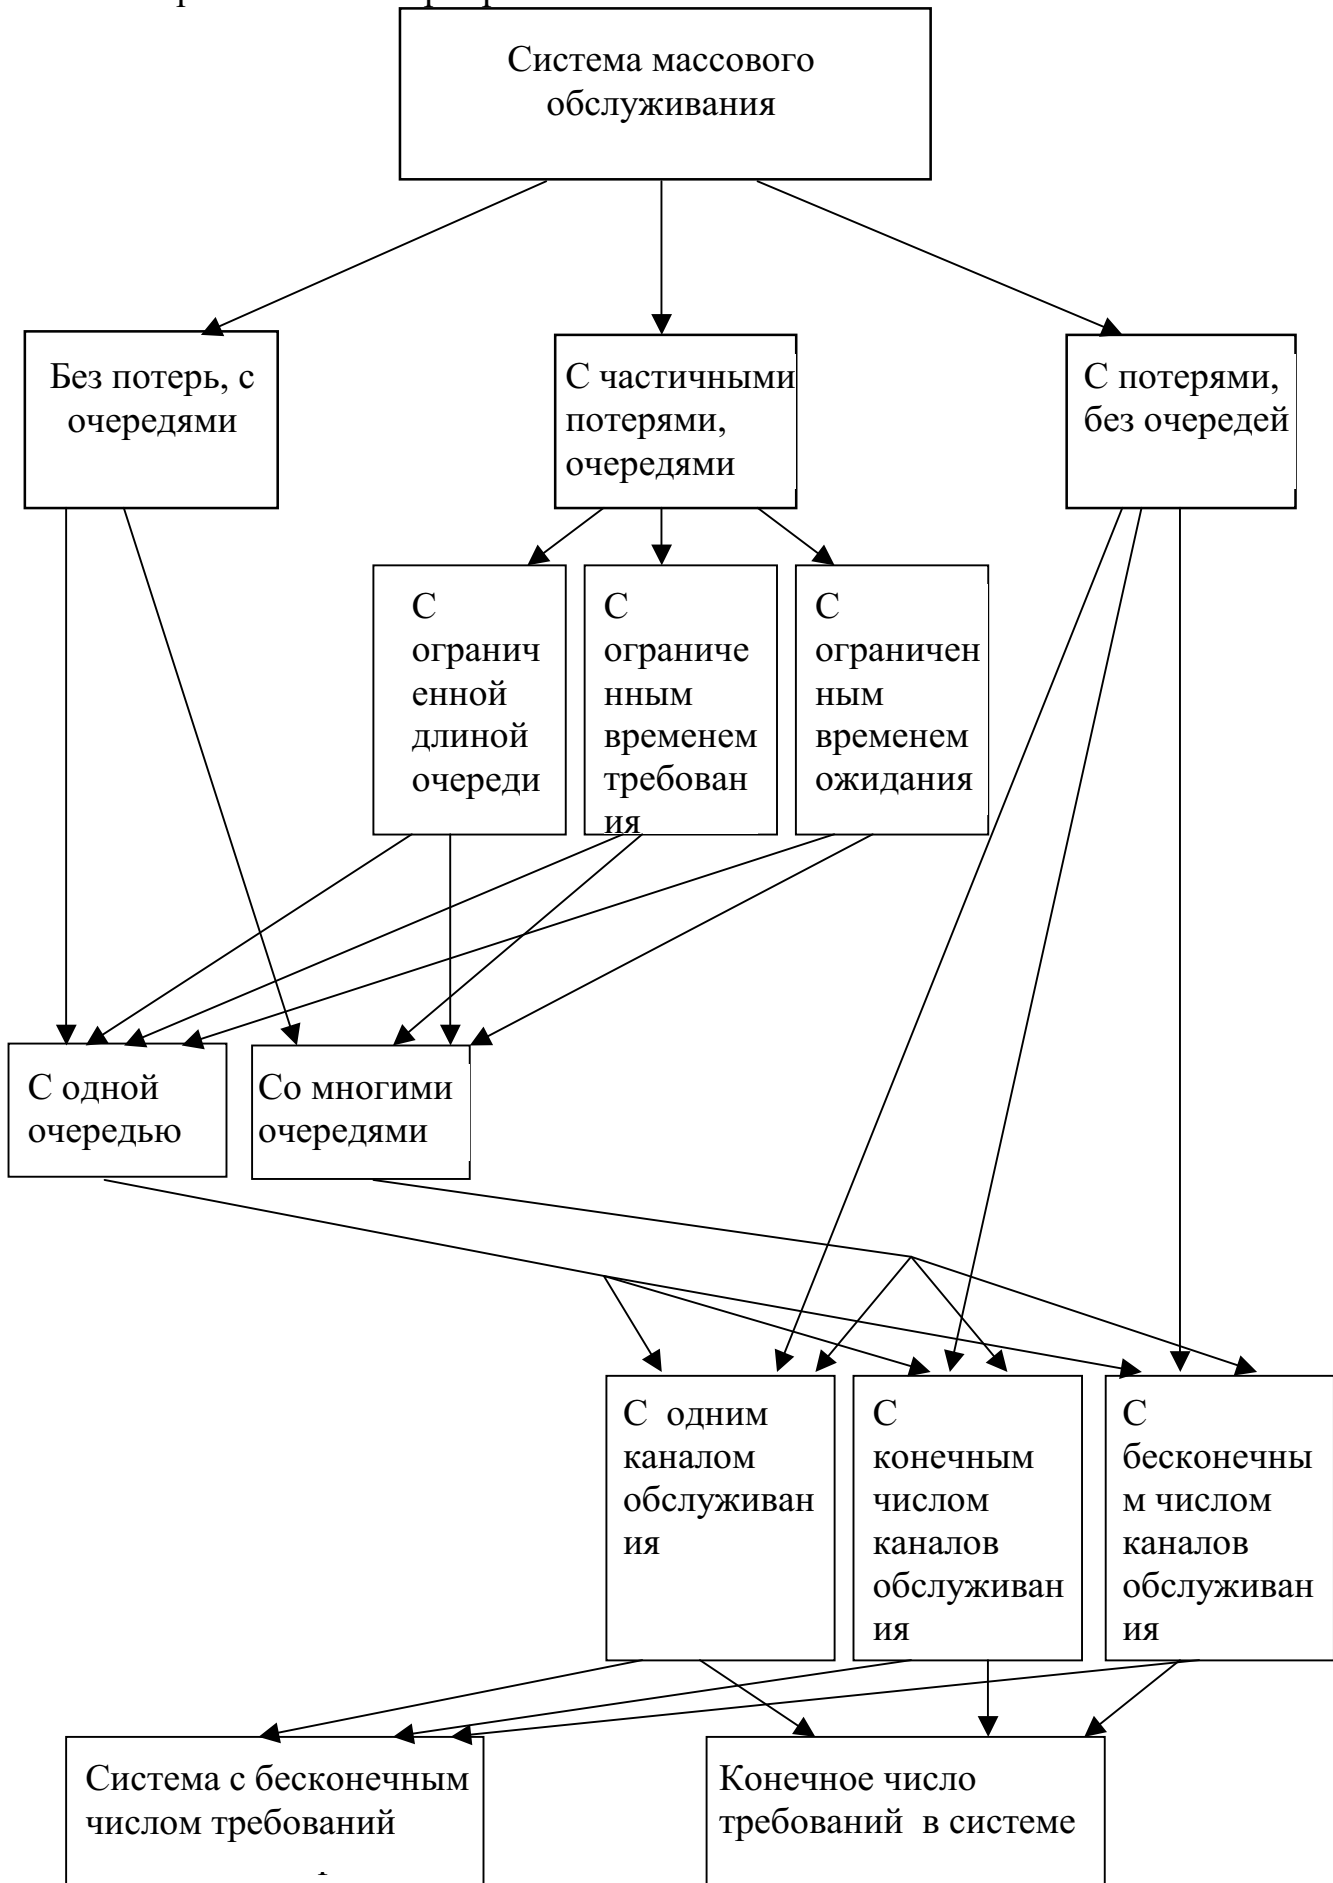 Система массового
обслуживания
Без потерь, с
очередями
С частичными
потерями,
очередями
С потерями,
без очередей
С
огранич
енной
длиной
очереди
С
ограниче
нным
временем
требован
ия
С
ограничен
ным
временем
ожидания
С одной
очередью
Со многими
очередями
С одним
каналом
обслуживан
ия
С
конечным
числом
каналов
обслуживан
ия
С
бесконечны
м числом
каналов
обслуживан
ия
Система с бесконечным
числом требований
Конечное число
требований в системе